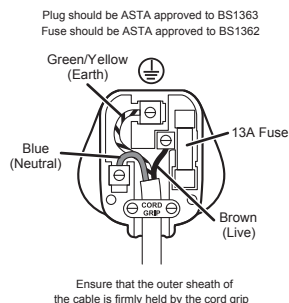 Plug should be ASTA approved to BS1363
Fuse should be ASTA approved to BS1362
Green/Yellow
(Earth)
13A Fuse
Blue
(Neutral)
CORD
GRIP
Brown
(Live)
Ensure that the outer sheath of
the cable is firmly held by the cord grip